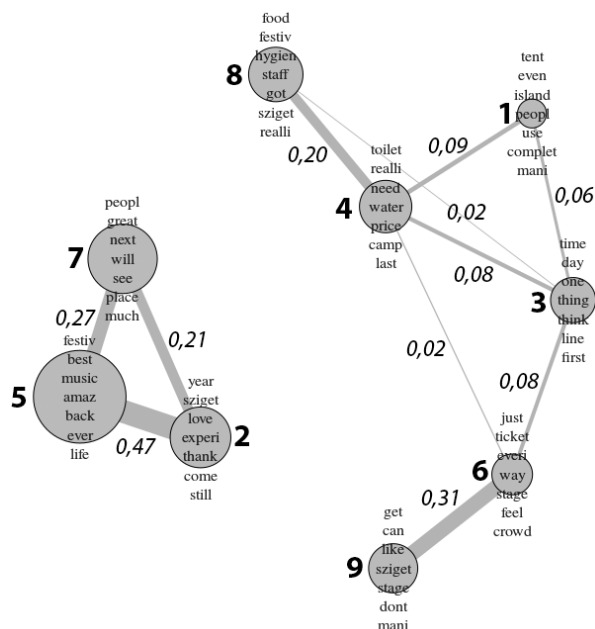 food
festiv
hygien
staff
got
sziget
realli
8
tent
even
island
peopl
use
complet
mani
1
0,20
0,09
toilet
realli
need
water
price
camp
last
4
0,02
0,06
0,08
time
day
one
thing
think
line
first
3
peopl
great
next
will
see
place
much
7
0,27
0,21
festiv
best
music
amaz
back
ever
life
5
0,47
year
sziget
love
experi
thank
come
still
2
0,02
0,08
just
ticket
everi
way
stage
feel
crowd
6
0,31
get
can
like
sziget
stage
dont
mani
9